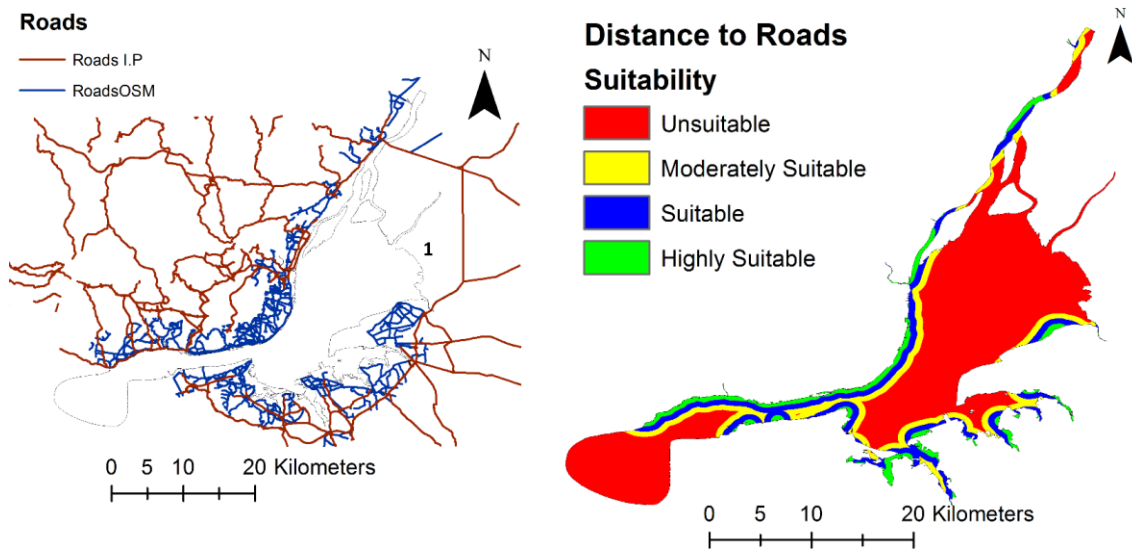 Roads
Roads I.P
RoadsOSM
N
1
0 5 10 20 Kilometers
Distance to Roads
Suitability
Unsuitable
Moderately Suitable
Suitable
Highly Suitable
N
0 5 10 20 Kilometers